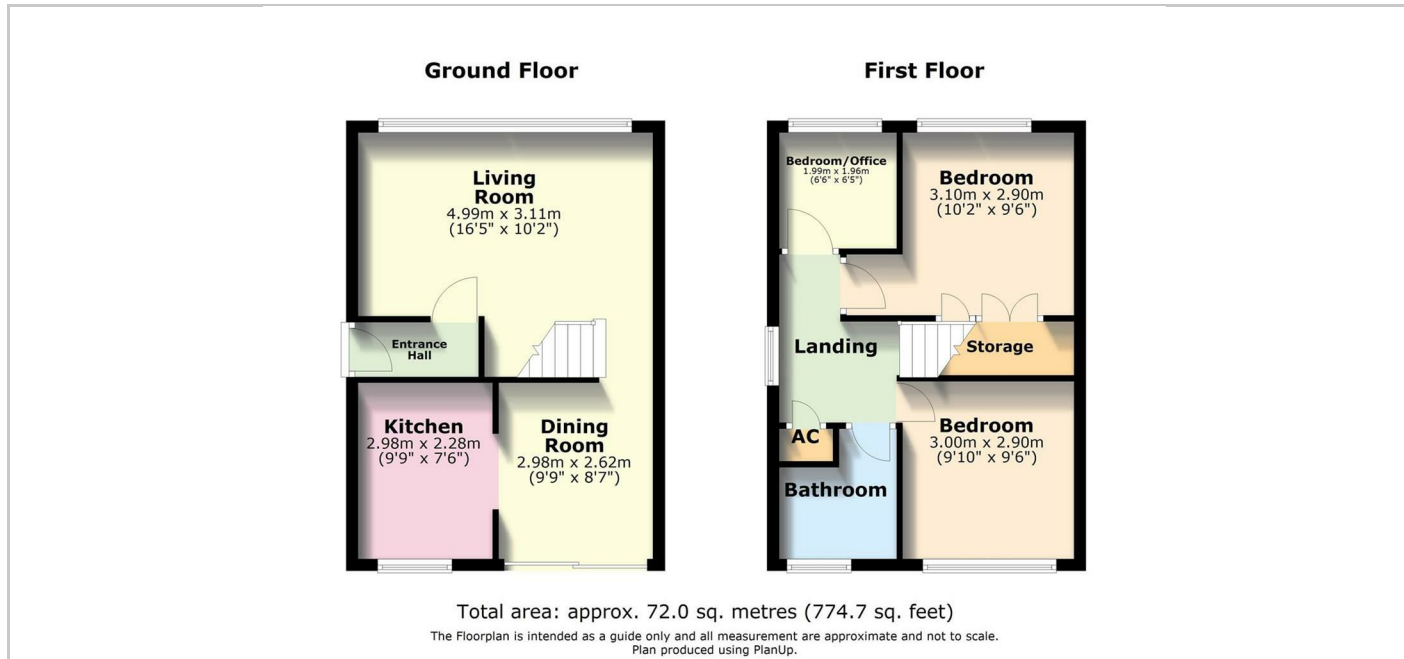 Ground Floor
First Floor
Living
Room
4.99m x 3.11m
(16'5" x 10'2")
Entrance
Hall
Kitchen
2.98m x 2.28m
(9'9" x 7'6")
Dining
Room
2.98m x 2.62m
(9'9" x 8'7")
Bedroom/Office
1.99m x 1.96m
(6'6" x 6'5")
Bedroom
3.10m x 2.90m
(10'2" x 9'6")
Landing
Storage
AC
Bathroom
Bedroom
3.00m x 2.90m
(9'10" x 9'6")
Total area: approx. 72.0 sq. metres (774.7 sq. feet)
The Floorplan is intended as a guide only and all measurement are approximate and not to scale.
Plan produced using PlanUp.